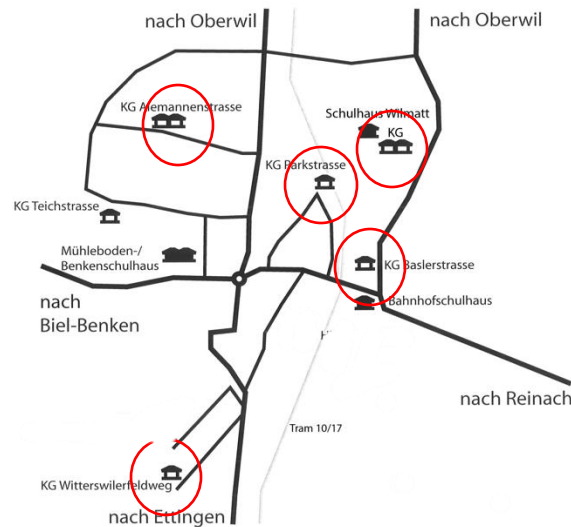 nach Oberwil
nach Oberwil
KG Alemannenstrasse
Schulhaus Wilmatt
KG
KG Parkstrasse
KG Teichstrasse
Mühleboden-/
Benkenschulhaus
KG Baslerstrasse
nach
Biel-Benken
Bahnhofschulhaus
nach Reinach
Tram 10/17
KG Witterswilerfeldweg
nach Ettingen